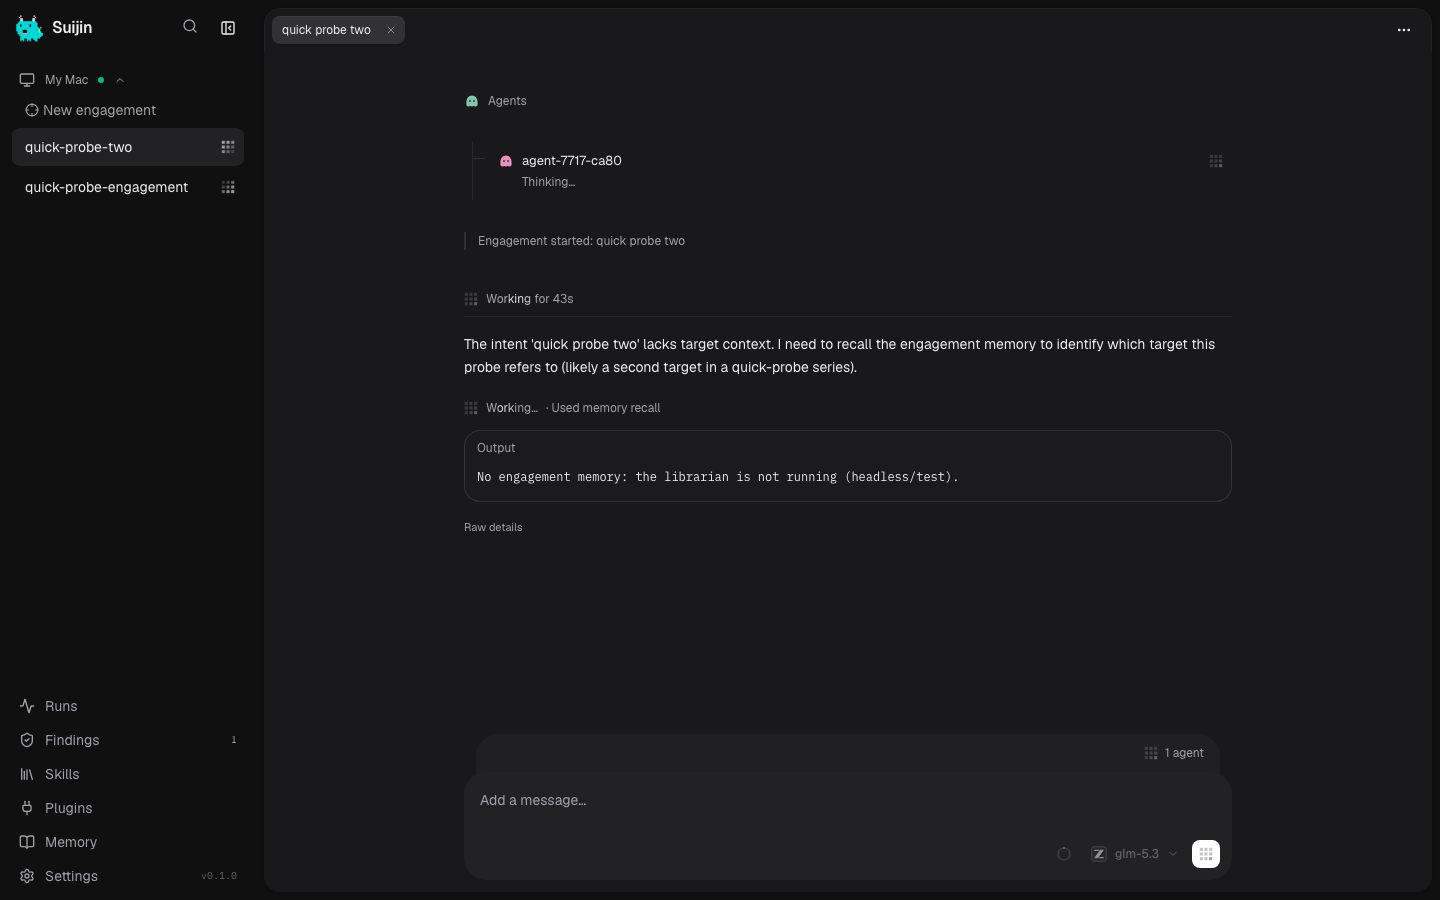 Suijin
My Mac
New engagement
quick-probe-two
quick-probe-engagement
Runs
Findings 1
Skills
Plugins
Memory
Settings v0.1.0
quick probe two
Agents
agent-7717-ca80
Thinking…
Engagement started: quick probe two
Working for 43s
The intent 'quick probe two' lacks target context. I need to recall the engagement memory to identify which target this
probe refers to (likely a second target in a quick-probe series).
Working… · Used memory recall
Output
No engagement memory: the librarian is not running (headless/test).
Raw details
1 agent
Add a message…
glm-5.3